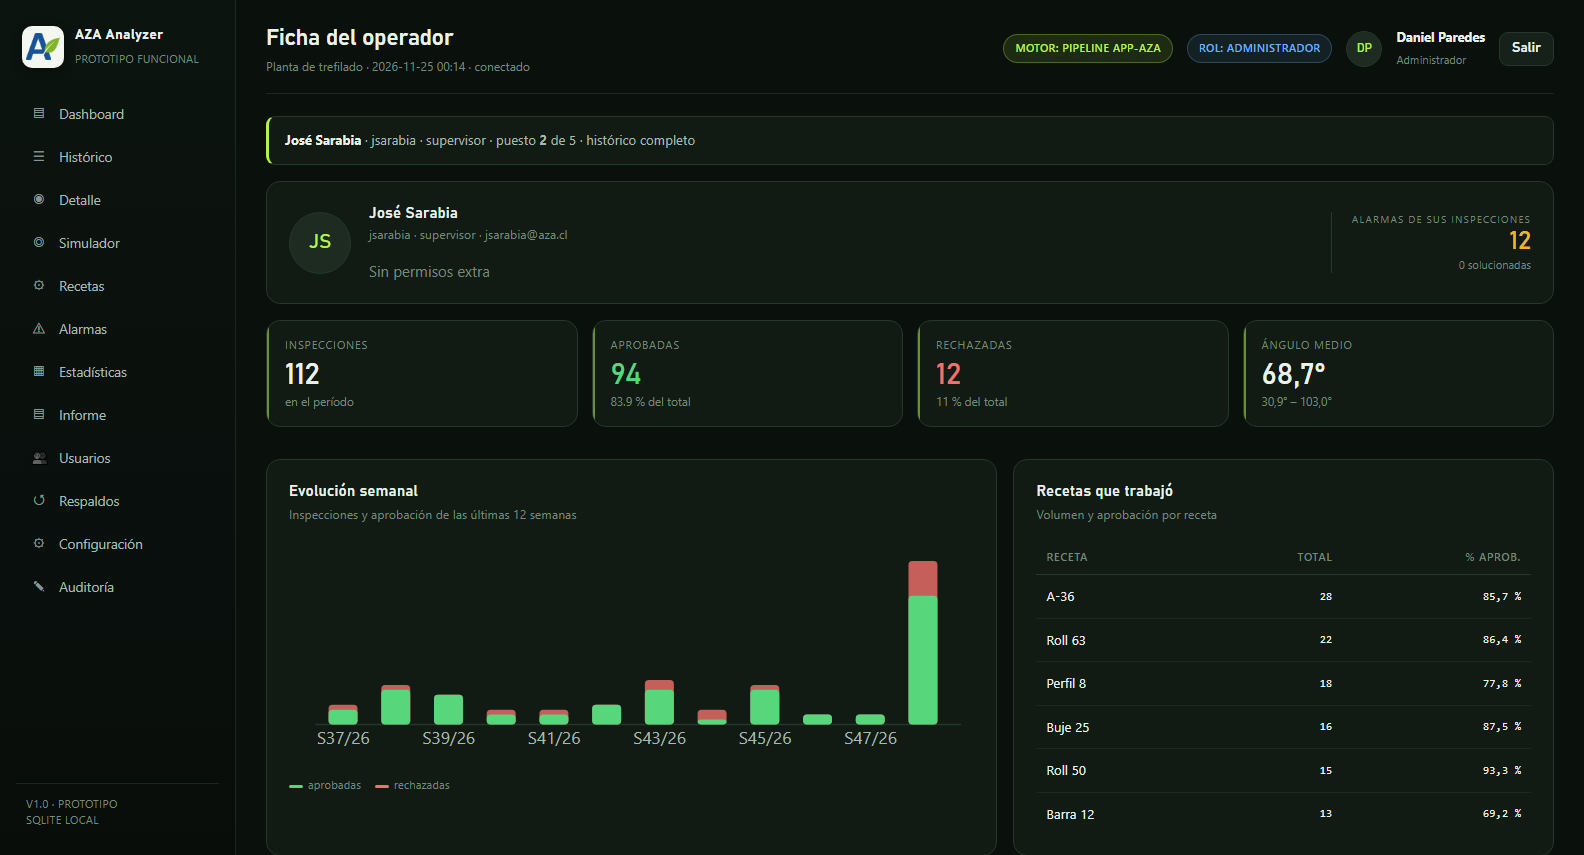 AZA Analyzer
PROTOTIPO FUNCIONAL
Dashboard
Histórico
Detalle
Simulador
Recetas
Alarmas
Estadísticas
Informe
Usuarios
Respaldos
Configuración
Auditoría
V1.0 · PROTOTIPO
SQLITE LOCAL
Ficha del operador
Planta de trefilado · 2026-11-25 00:14 · conectado
MOTOR: PIPELINE APP-AZA
ROL: ADMINISTRADOR
DP
Daniel Paredes
Administrador
Salir
José Sarabia · jsarabia · supervisor · puesto 2 de 5 · histórico completo
JS
José Sarabia
jsarabia · supervisor · jsarabia@aza.cl
Sin permisos extra
ALARMAS DE SUS INSPECCIONES
12
0 solucionadas
INSPECCIONES
112
en el período
APROBADAS
94
83.9 % del total
RECHAZADAS
12
11 % del total
ÁNGULO MEDIO
68,7°
30,9° – 103,0°
Evolución semanal
Inspecciones y aprobación de las últimas 12 semanas
S37/26 S39/26 S41/26 S43/26 S45/26 S47/26
aprobadas rechazadas
Recetas que trabajó
Volumen y aprobación por receta
RECETA TOTAL % APROB.
A-36 28 85,7 %
Roll 63 22 86,4 %
Perfil 8 18 77,8 %
Buje 25 16 87,5 %
Roll 50 15 93,3 %
Barra 12 13 69,2 %